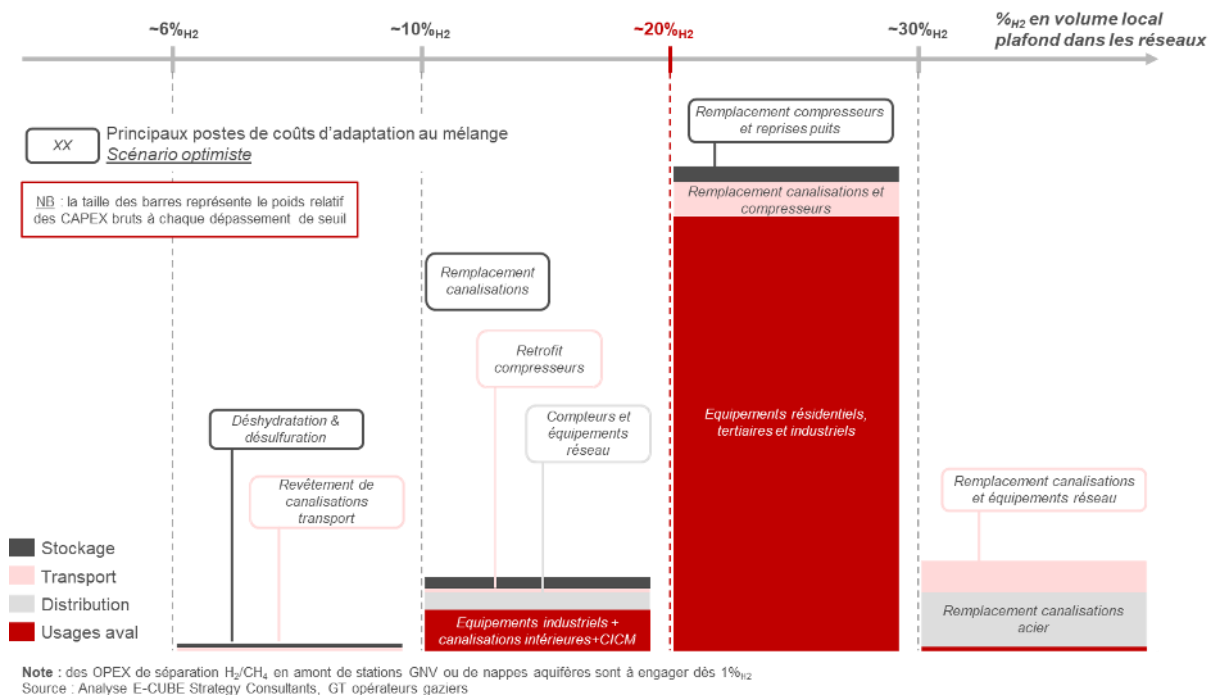 ~6%H2
~10%H2
~20%H2
~30%H2
%H2 en volume local
plafond dans les réseaux
XX
Principaux postes de coûts d'adaptation au mélange
Scénario optimiste
NB : la taille des barres représente le poids relatif
des CAPEX bruts à chaque dépassement de seuil
Remplacement compresseurs
et reprises puits
Remplacement canalisations et
compresseurs
Remplacement
canalisations
Retrofit
compresseurs
Compteurs et
équipements
réseau
Déshydratation &
désulfuration
Revêtement de
canalisations
transport
Equipements résidentiels,
tertiaires et industriels
Remplacement canalisations
et équipements réseau
Stockage
Transport
Distribution
Usages aval
Equipements industriels +
canalisations intérieures+CICM
Remplacement canalisations
acier
Note : des OPEX de séparation H2/CH4 en amont de stations GNV ou de nappes aquifères sont à engager dès 1%H2
Source : Analyse E-CUBE Strategy Consultants, GT opérateurs gaziers